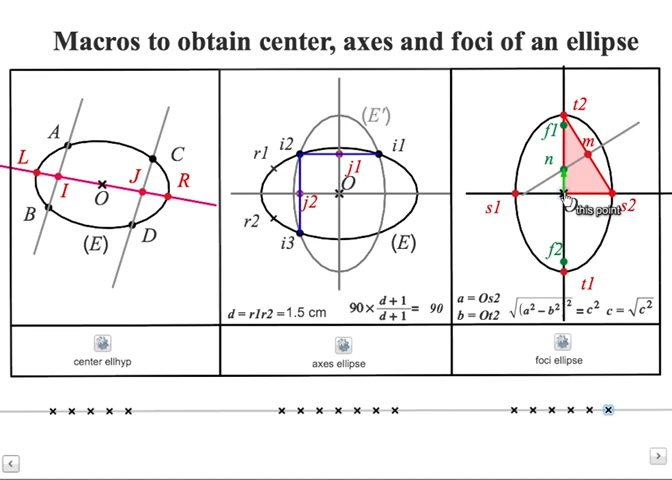 Macros to obtain center, axes and foci of an ellipse
A
C
L
I
J
R
O
B
(E)
D
(E')
r1
i2
i1
j1
O
j2
r2
i3
(E)
d = r1r2 =1.5 cm
90× d+1 / d+1 = 90
t2
f1
m
n
this point
s1
s2
f2
t1
a = Os2
b = Ot2
√(a²−b²)² = c² c = √c²
center ellhyp
axes ellipse
foci ellipse